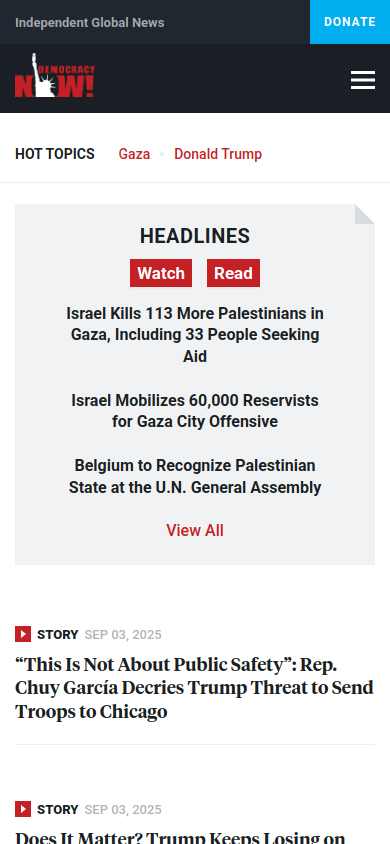 Independent Global News
DONATE
DEMOCRACY
NOW!
HOT TOPICS
Gaza
Donald Trump
HEADLINES
Watch
Read
Israel Kills 113 More Palestinians in
Gaza, Including 33 People Seeking
Aid
Israel Mobilizes 60,000 Reservists
for Gaza City Offensive
Belgium to Recognize Palestinian
State at the U.N. General Assembly
View All
STORY SEP 03, 2025
“This Is Not About Public Safety”: Rep.
Chuy García Decries Trump Threat to Send
Troops to Chicago
STORY SEP 03, 2025
Does It Matter? Trump Keeps Losing on